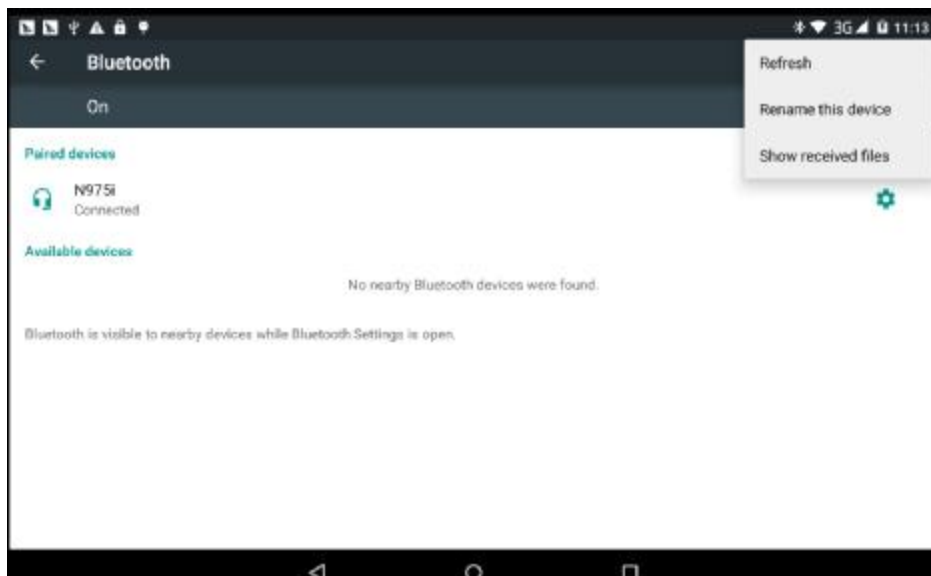 3G 11:13
Bluetooth
Refresh
On
Rename this device
Paired devices
Show received files
N975i
Connected
Available devices
No nearby Bluetooth devices were found.
Bluetooth is visible to nearby devices while Bluetooth Settings is open.